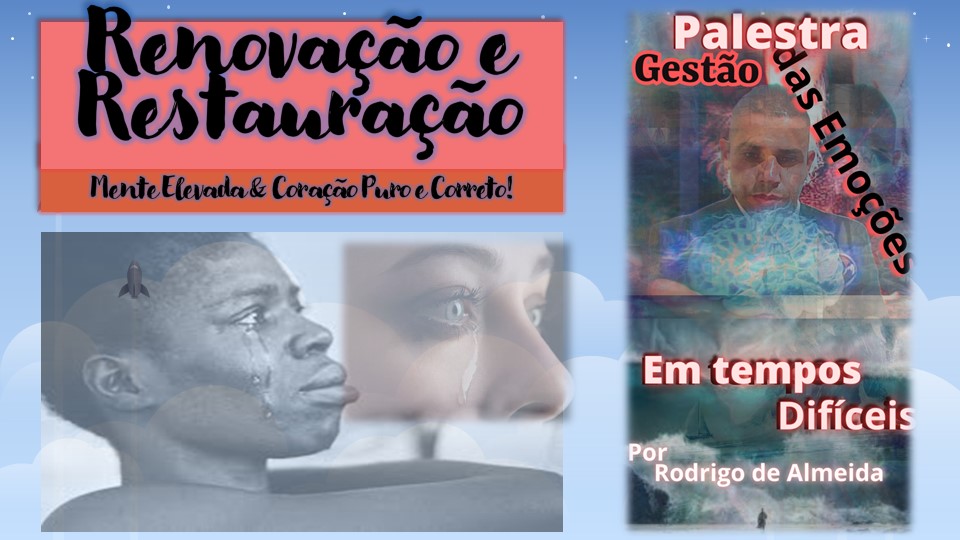 Renovação e
Restauração
Mente Elevada & Coração Puro e Correto!
Palestra
Gestão
das Emoções
Em tempos
Difíceis
Por
Rodrigo de Almeida